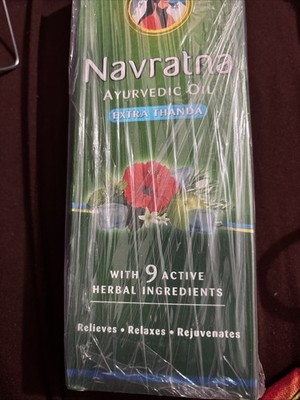 Navratna
AYURVEDIC OIL
EXTRA THANDA
WITH 9 ACTIVE
HERBAL INGREDIENTS
Relieves • Relaxes • Rejuvenates